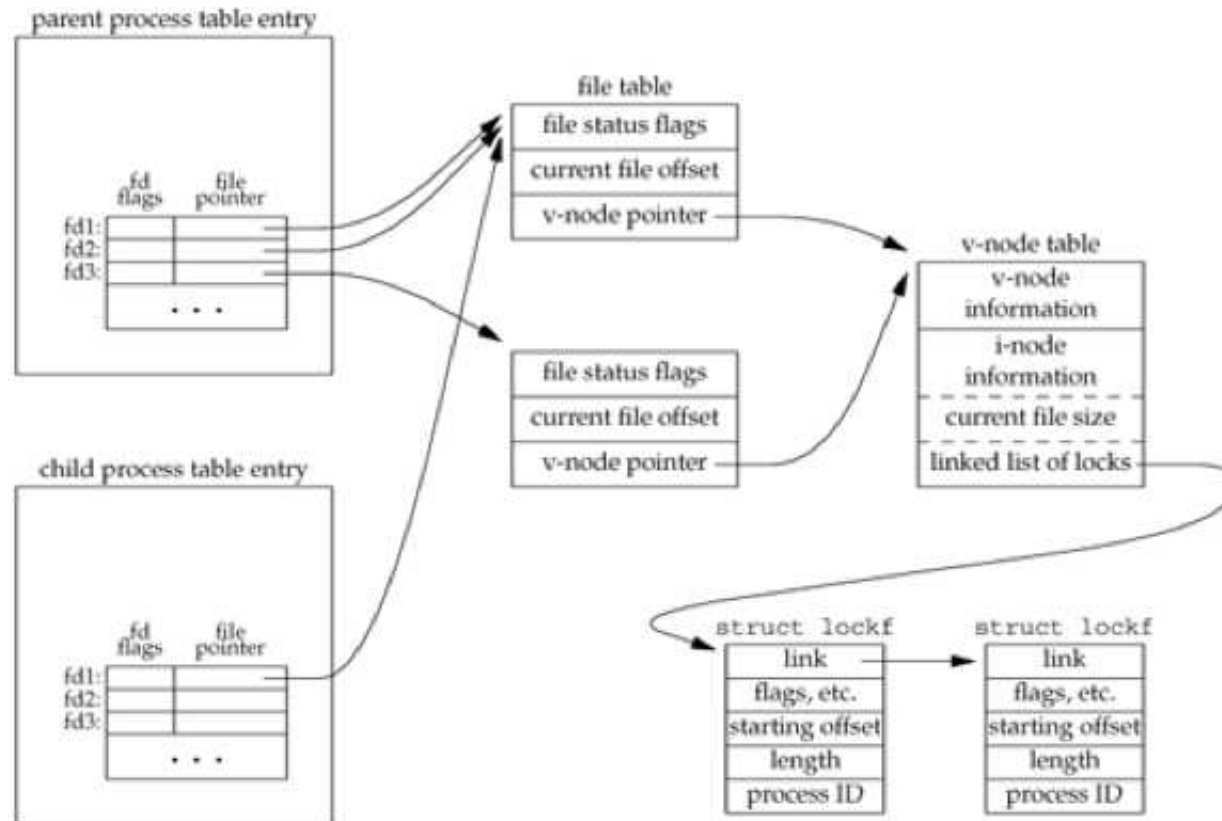 parent process table entry
fd flags
file pointer
fd1:
fd2:
fd3:
. . .
file table
file status flags
current file offset
v-node pointer
file status flags
current file offset
v-node pointer
v-node table
v-node
information
i-node
information
current file size
linked list of locks
child process table entry
fd flags
file pointer
fd1:
fd2:
fd3:
. . .
struct lockf
link
flags, etc.
starting offset
length
process ID
struct lockf
link
flags, etc.
starting offset
length
process ID